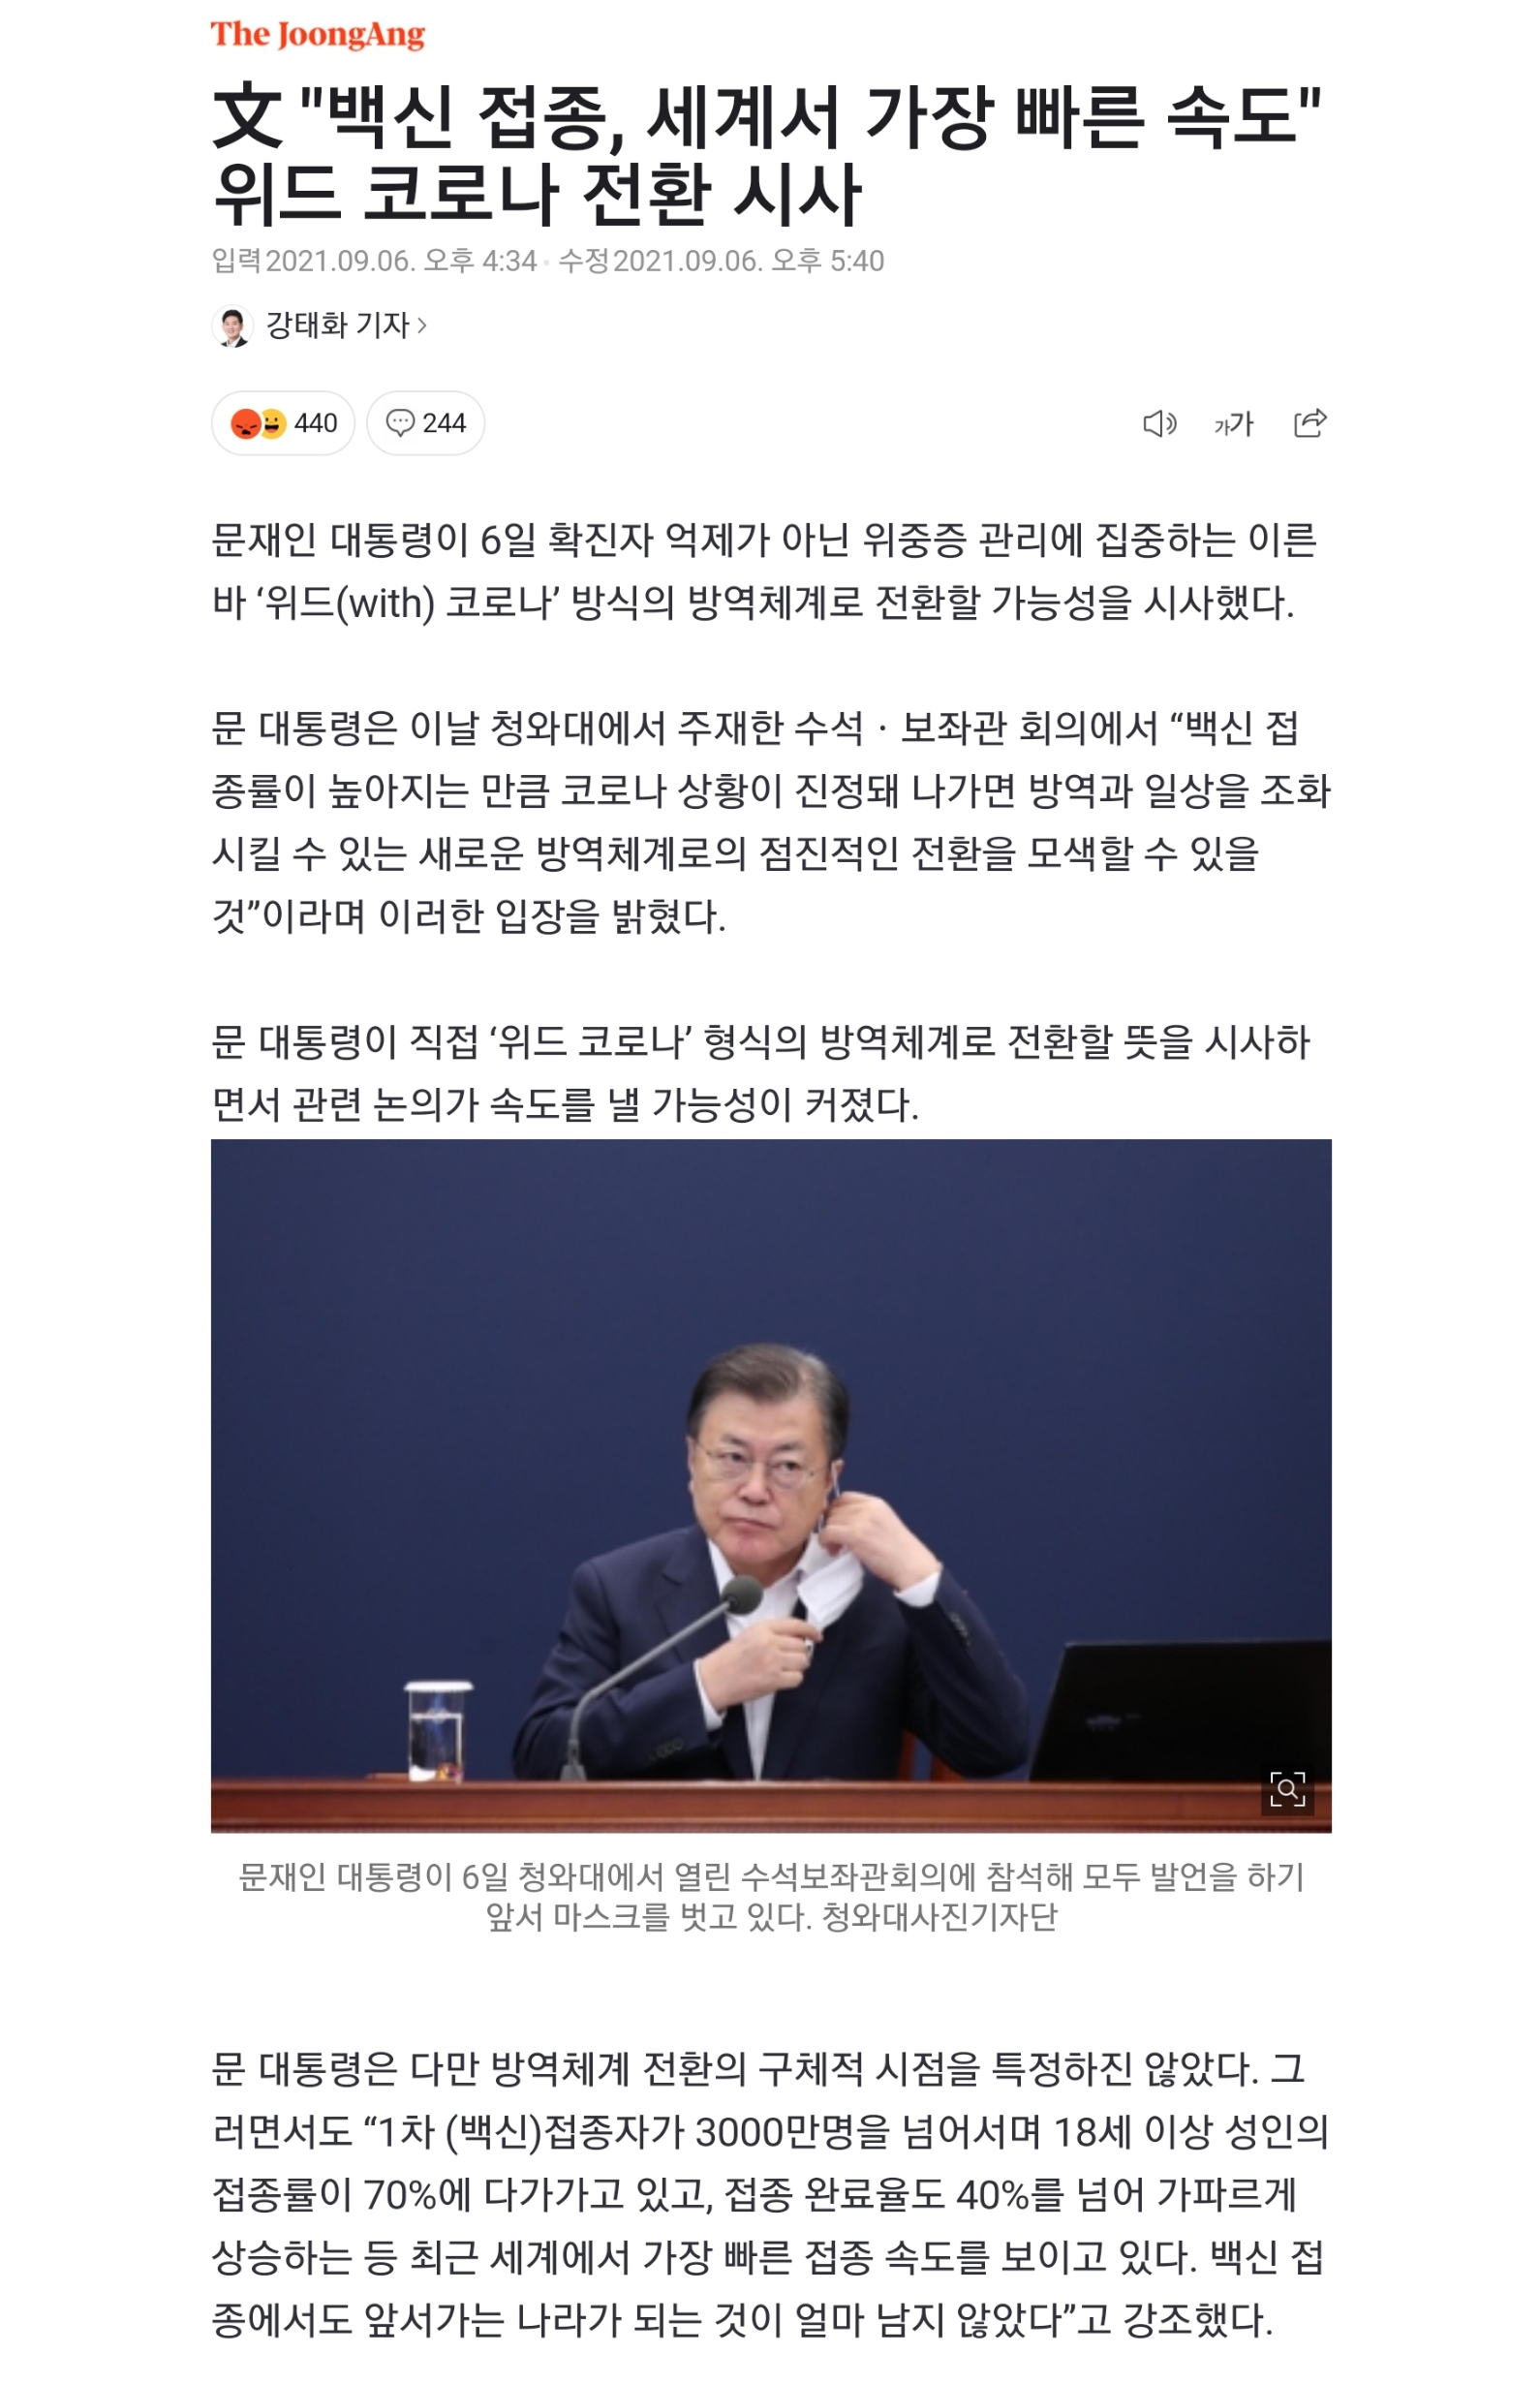 The JoongAng
文 "백신 접종, 세계서 가장 빠른 속도"
위드 코로나 전환 시사
입력 2021.09.06. 오후 4:34 · 수정 2021.09.06. 오후 5:40
강태화 기자 >
440 244 가가
문재인 대통령이 6일 확진자 억제가 아닌 위중증 관리에 집중하는 이른
바 ‘위드(with) 코로나’ 방식의 방역체계로 전환할 가능성을 시사했다.
문 대통령은 이날 청와대에서 주재한 수석ㆍ보좌관 회의에서 “백신 접
종률이 높아지는 만큼 코로나 상황이 진정돼 나가면 방역과 일상을 조화
시킬 수 있는 새로운 방역체계로의 점진적인 전환을 모색할 수 있을
것”이라며 이러한 입장을 밝혔다.
문 대통령이 직접 ‘위드 코로나’ 형식의 방역체계로 전환할 뜻을 시사하
면서 관련 논의가 속도를 낼 가능성이 커졌다.
문재인 대통령이 6일 청와대에서 열린 수석보좌관회의에 참석해 모두 발언을 하기
앞서 마스크를 벗고 있다. 청와대사진기자단
문 대통령은 다만 방역체계 전환의 구체적 시점을 특정하진 않았다. 그
러면서도 “1차 (백신)접종자가 3000만명을 넘어서며 18세 이상 성인의
접종률이 70%에 다가가고 있고, 접종 완료율도 40%를 넘어 가파르게
상승하는 등 최근 세계에서 가장 빠른 접종 속도를 보이고 있다. 백신 접
종에서도 앞서가는 나라가 되는 것이 얼마 남지 않았다”고 강조했다.